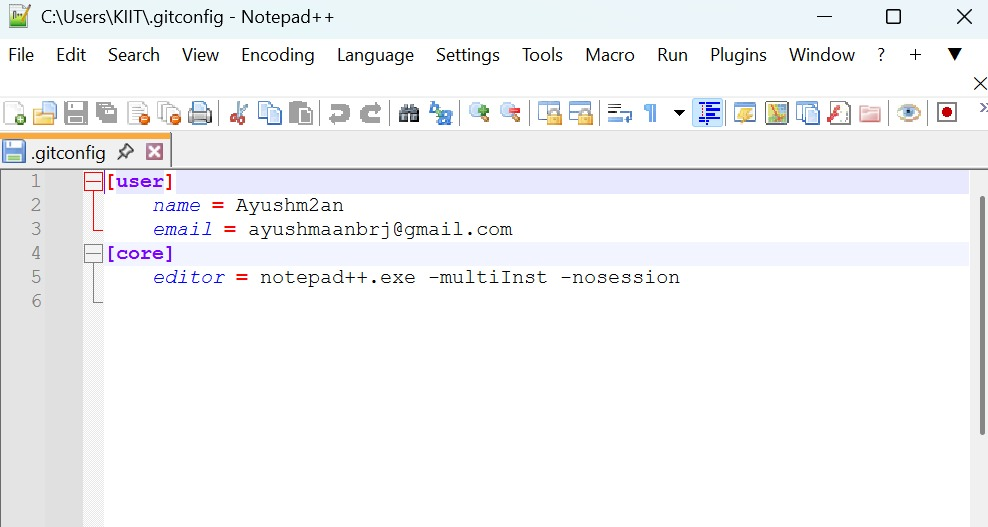 C:\Users\KIIT\.gitconfig - Notepad++
File Edit Search View Encoding Language Settings Tools Macro Run Plugins Window ? +
.gitconfig
1 [user]
2 name = Ayushm2an
3 email = ayushmaanbrj@gmail.com
4 [core]
5 editor = notepad++.exe -multiInst -nosession
6